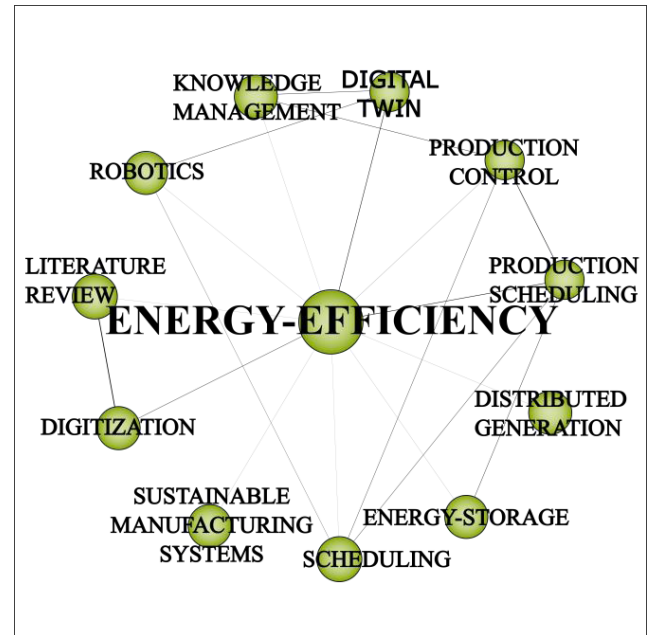 KNOWLEDGE
MANAGEMENT
DIGITAL
TWIN
PRODUCTION
CONTROL
ROBOTICS
LITERATURE
REVIEW
PRODUCTION
SCHEDULING
ENERGY-EFFICIENCY
DISTRIBUTED
GENERATION
DIGITIZATION
SUSTAINABLE
MANUFACTURING
SYSTEMS
ENERGY-STORAGE
SCHEDULING